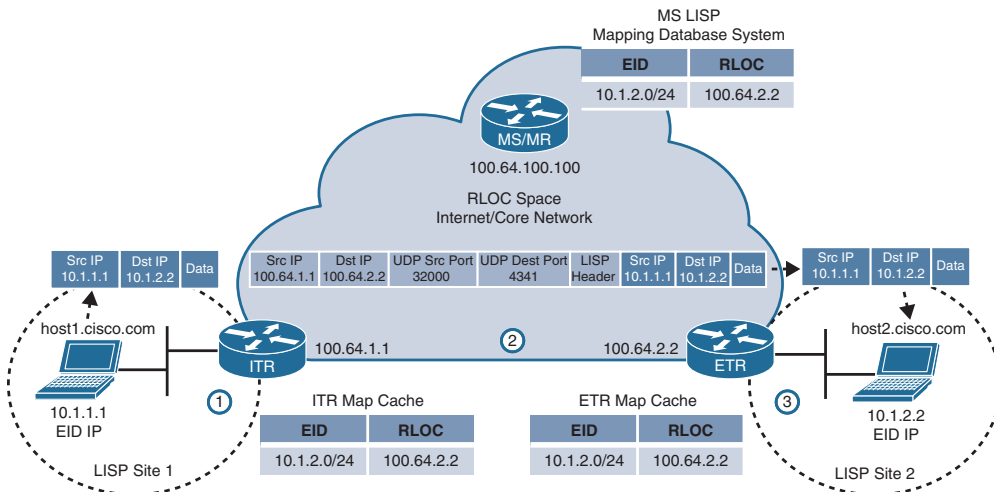 MS LISP
Mapping Database System
EID RLOC
10.1.2.0/24 100.64.2.2
MS/MR
100.64.100.100
RLOC Space
Internet/Core Network
Src IP Dst IP Data
10.1.1.1 10.1.2.2
Src IP Dst IP UDP Src Port UDP Dest Port LISP Src IP Dst IP Data
100.64.1.1 100.64.2.2 32000 4341 Header 10.1.1.1 10.1.2.2
Src IP Dst IP Data
10.1.1.1 10.1.2.2
host1.cisco.com
10.1.1.1
EID IP
LISP Site 1
1
ITR
100.64.1.1
2
100.64.2.2
ETR
3
host2.cisco.com
10.1.2.2
EID IP
LISP Site 2
ITR Map Cache
EID RLOC
10.1.2.0/24 100.64.2.2
ETR Map Cache
EID RLOC
10.1.2.0/24 100.64.2.2